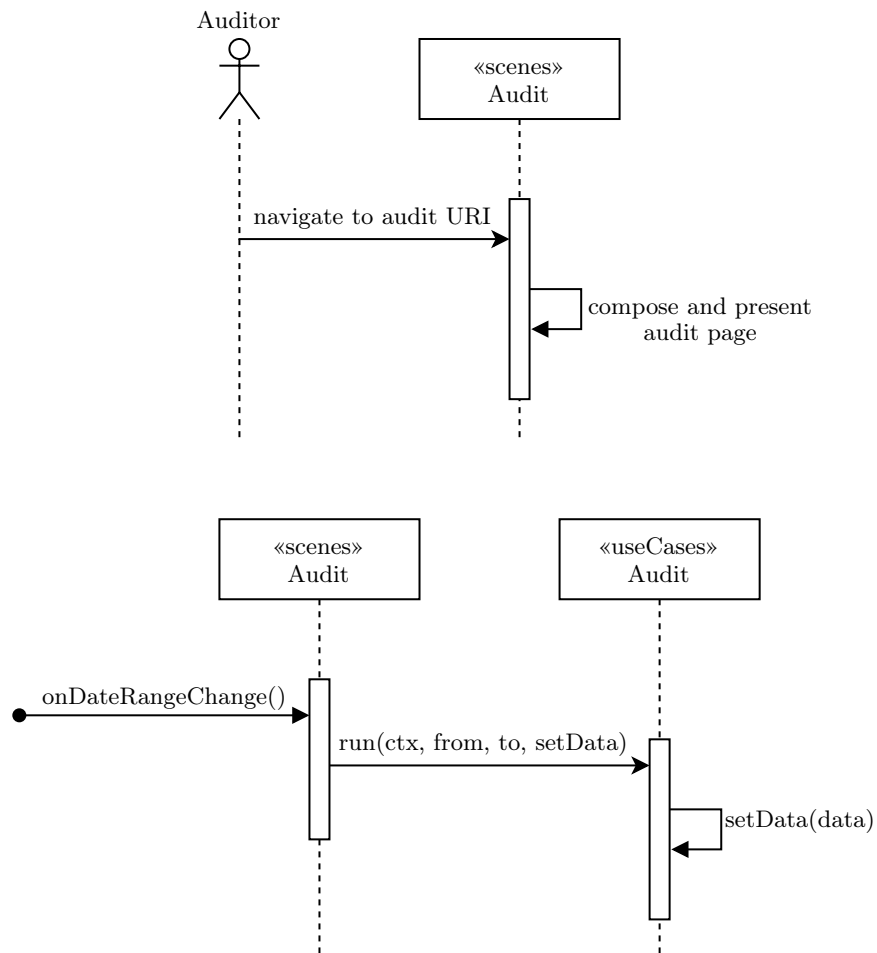 Auditor
«scenes»
Audit
navigate to audit URI
compose and present
audit page
«scenes»
Audit
«useCases»
Audit
onDateRangeChange()
run(ctx, from, to, setData)
setData(data)